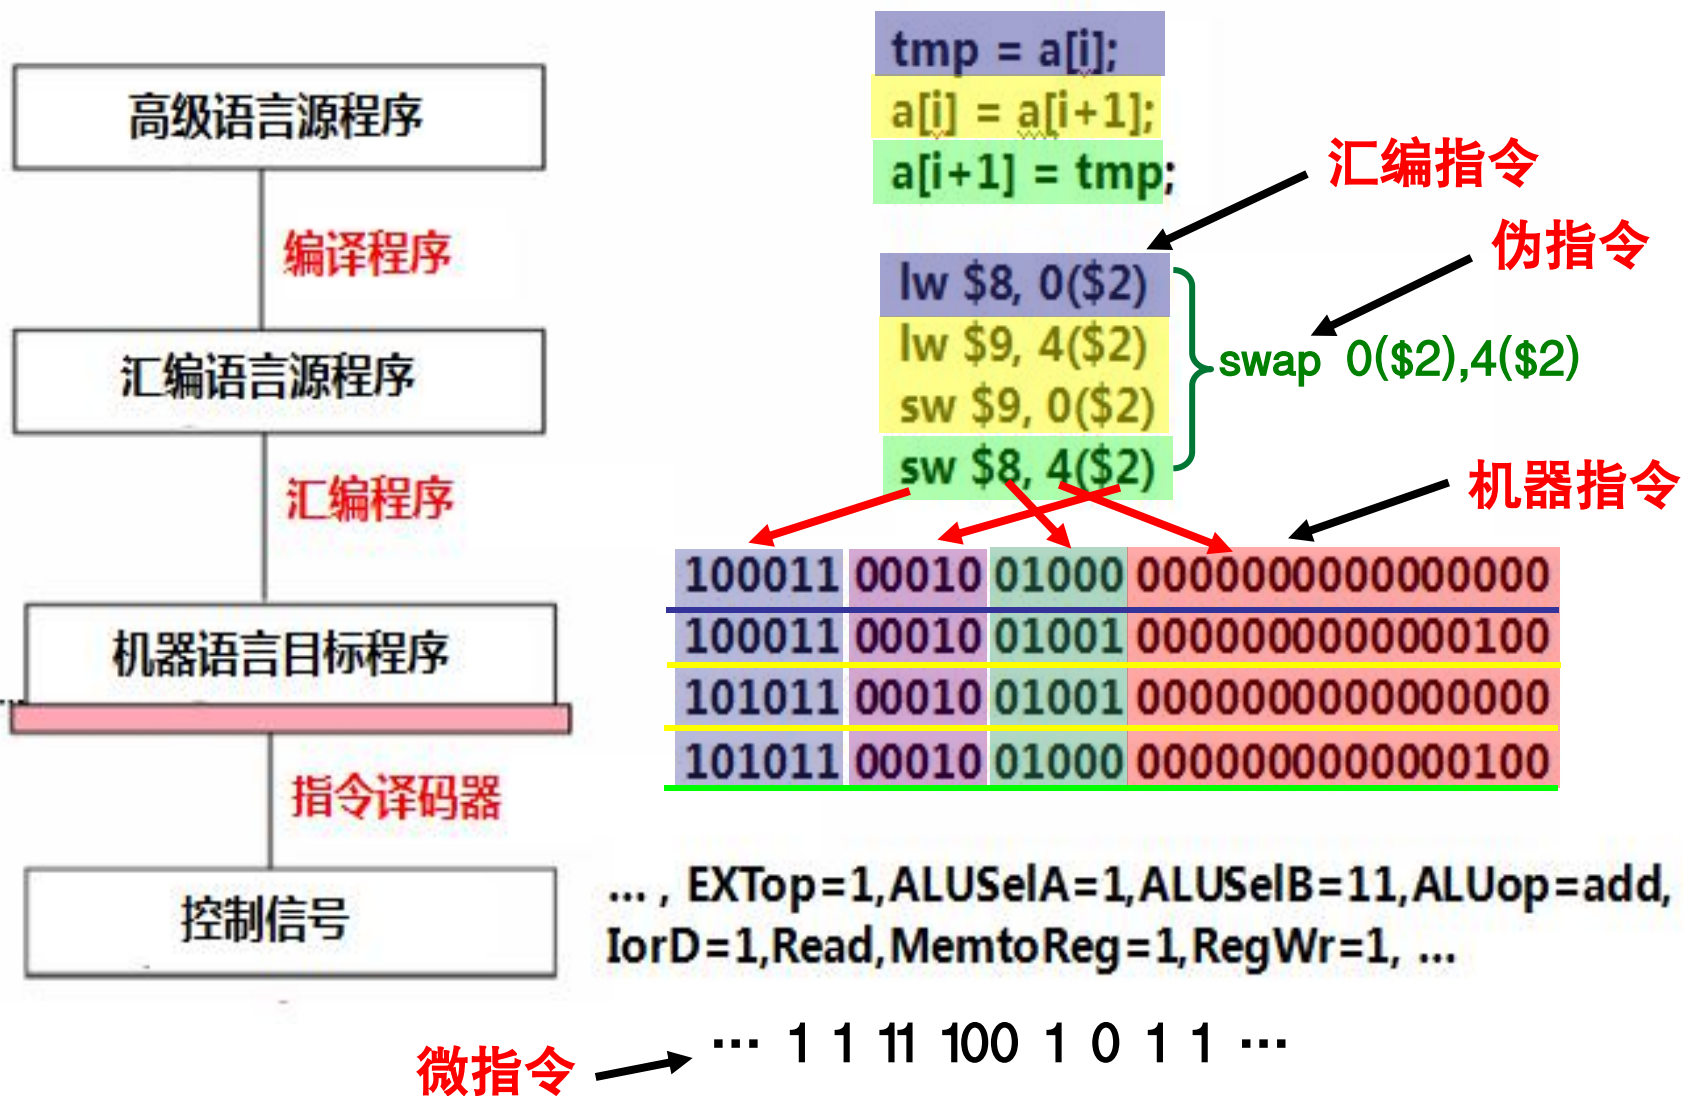 高级语言源程序
编译程序
汇编语言源程序
汇编程序
机器语言目标程序
指令译码器
控制信号
tmp = a[i];
a[i] = a[i+1];
a[i+1] = tmp;
汇编指令
伪指令
lw $8, 0($2)
lw $9, 4($2)
sw $9, 0($2)
sw $8, 4($2)
swap 0($2),4($2)
机器指令
100011 00010 01000 0000000000000000
100011 00010 01001 0000000000000100
101011 00010 01001 0000000000000000
101011 00010 01000 0000000000000100
... , EXTop=1,ALUSelA=1,ALUSelB=11,ALUop=add,
IorD=1,Read,MemtoReg=1,RegWr=1, ...
微指令
… 1 1 11 100 1 0 1 1 …